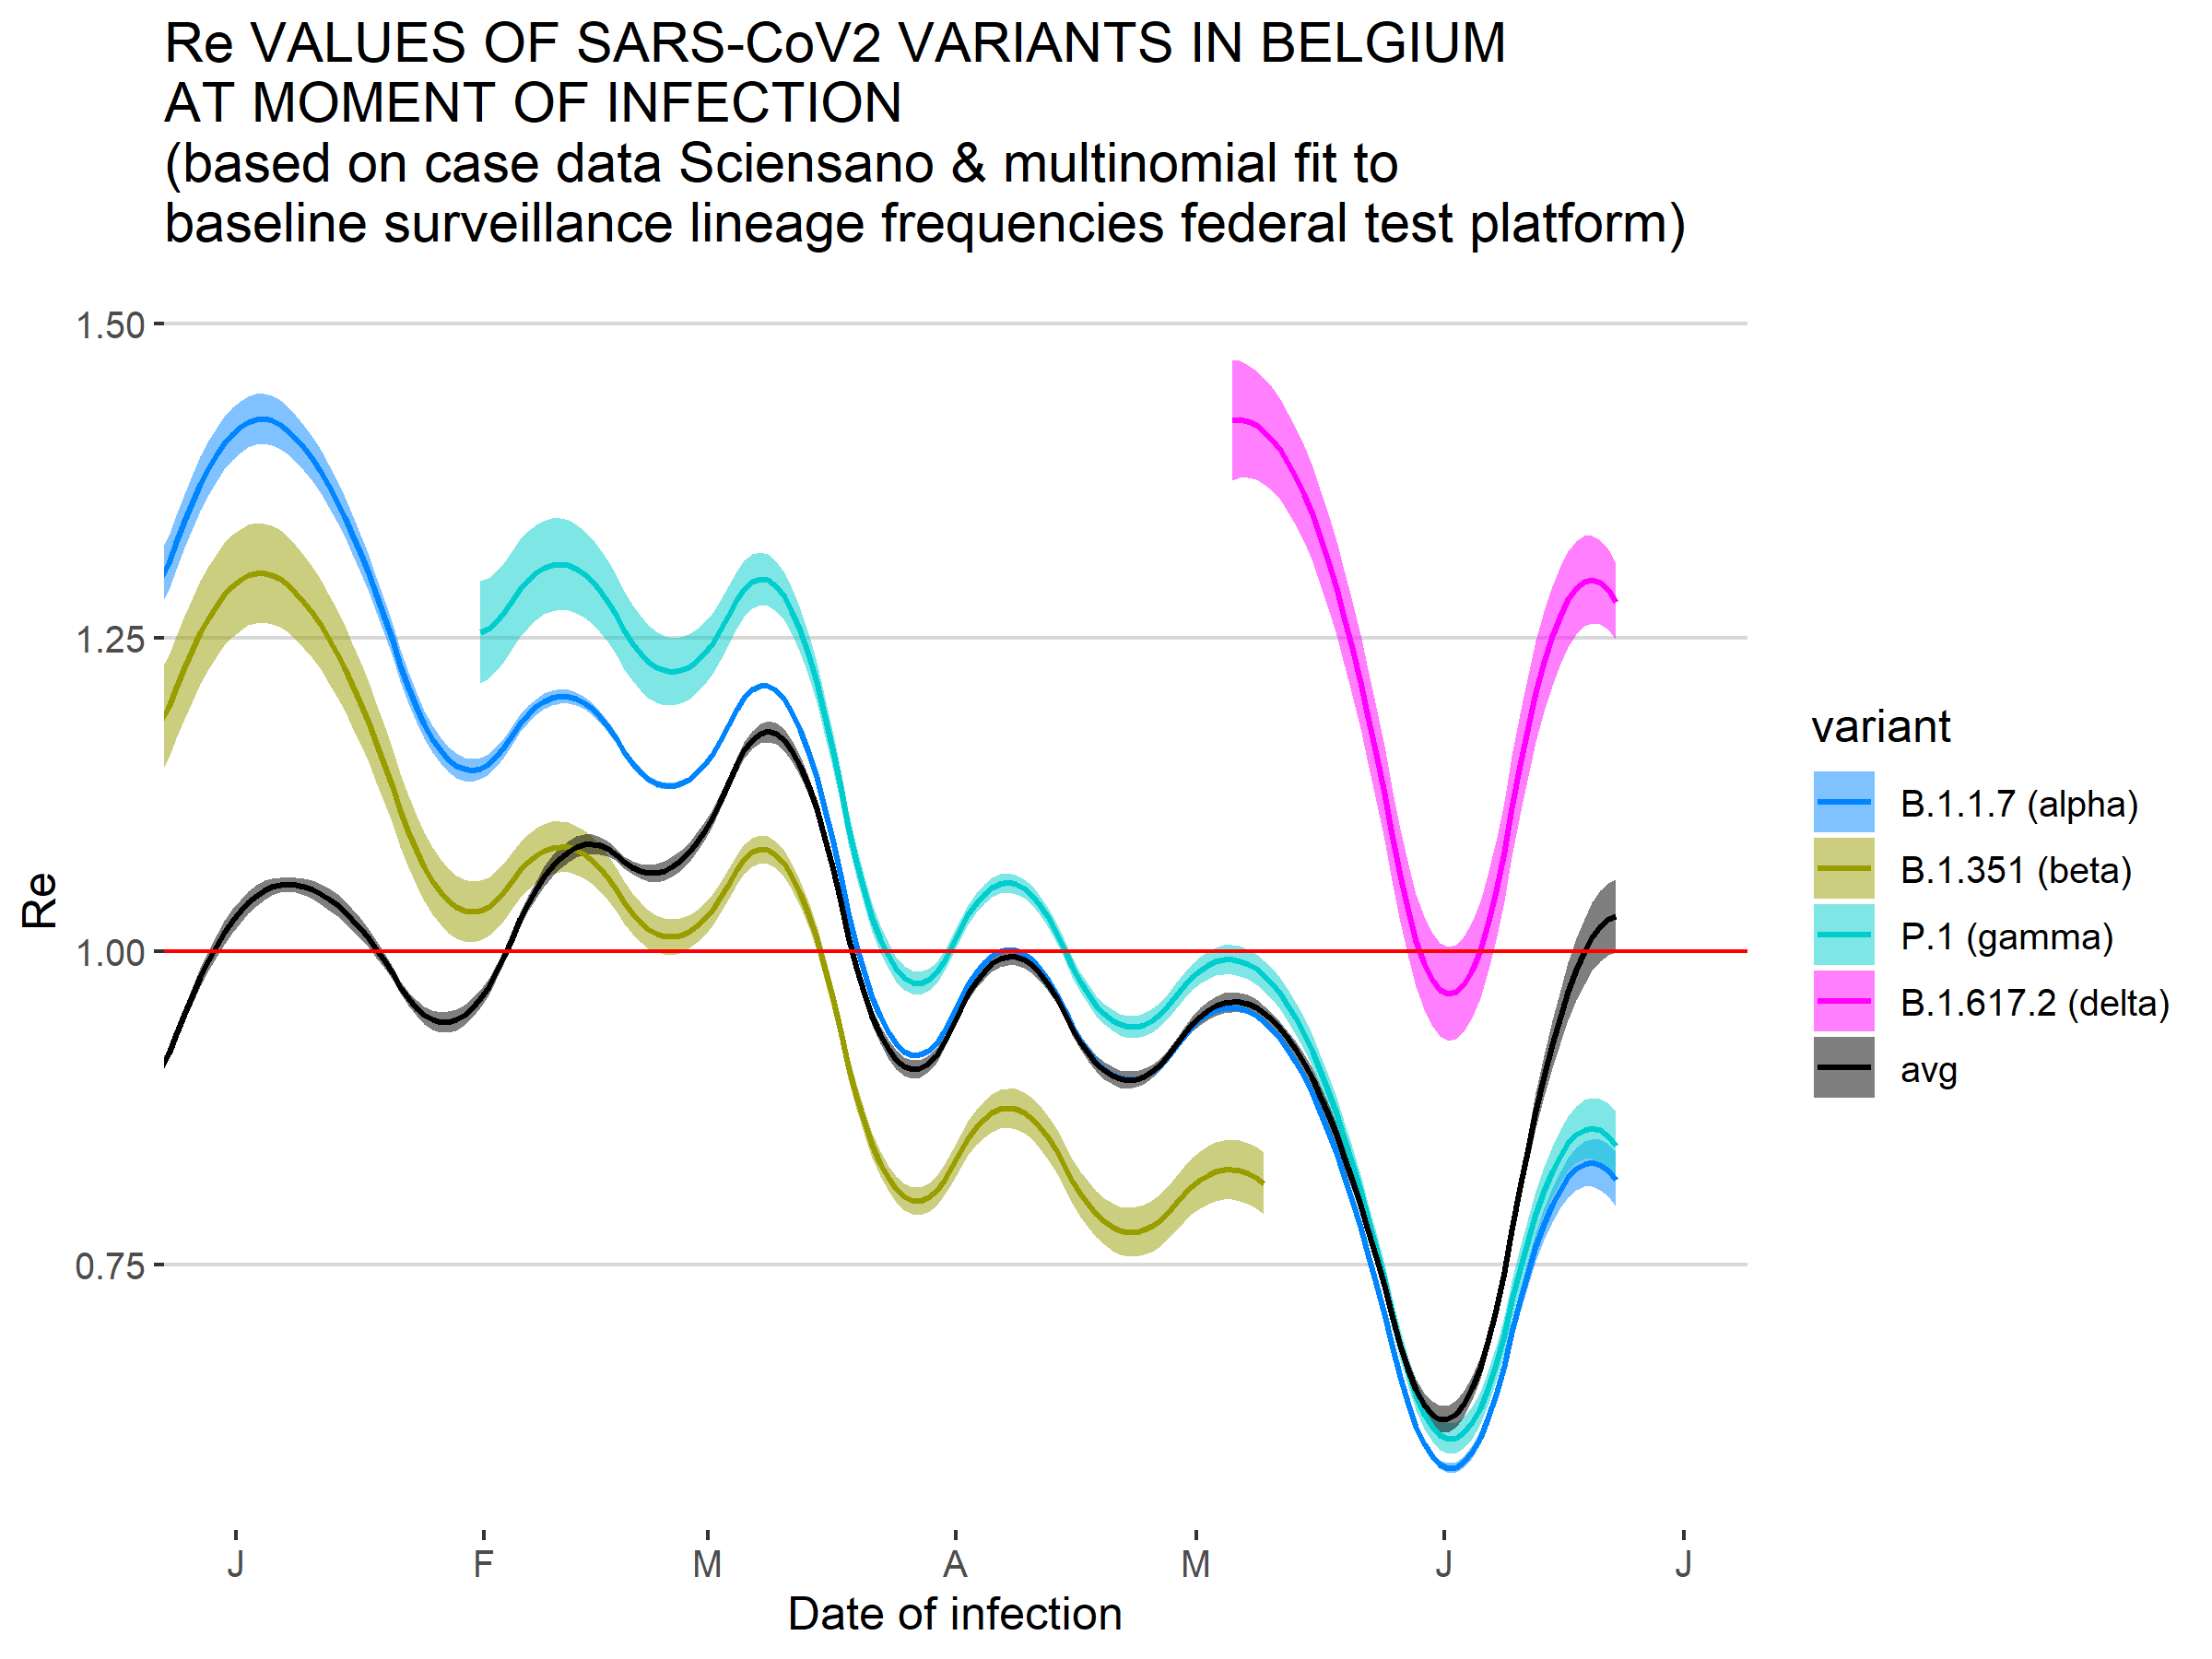 Re VALUES OF SARS-CoV2 VARIANTS IN BELGIUM
AT MOMENT OF INFECTION
(based on case data Sciensano & multinomial fit to
baseline surveillance lineage frequencies federal test platform)
1.50
1.25
1.00
0.75
Re
J F M A M J J
Date of infection
variant
B.1.1.7 (alpha)
B.1.351 (beta)
P.1 (gamma)
B.1.617.2 (delta)
avg